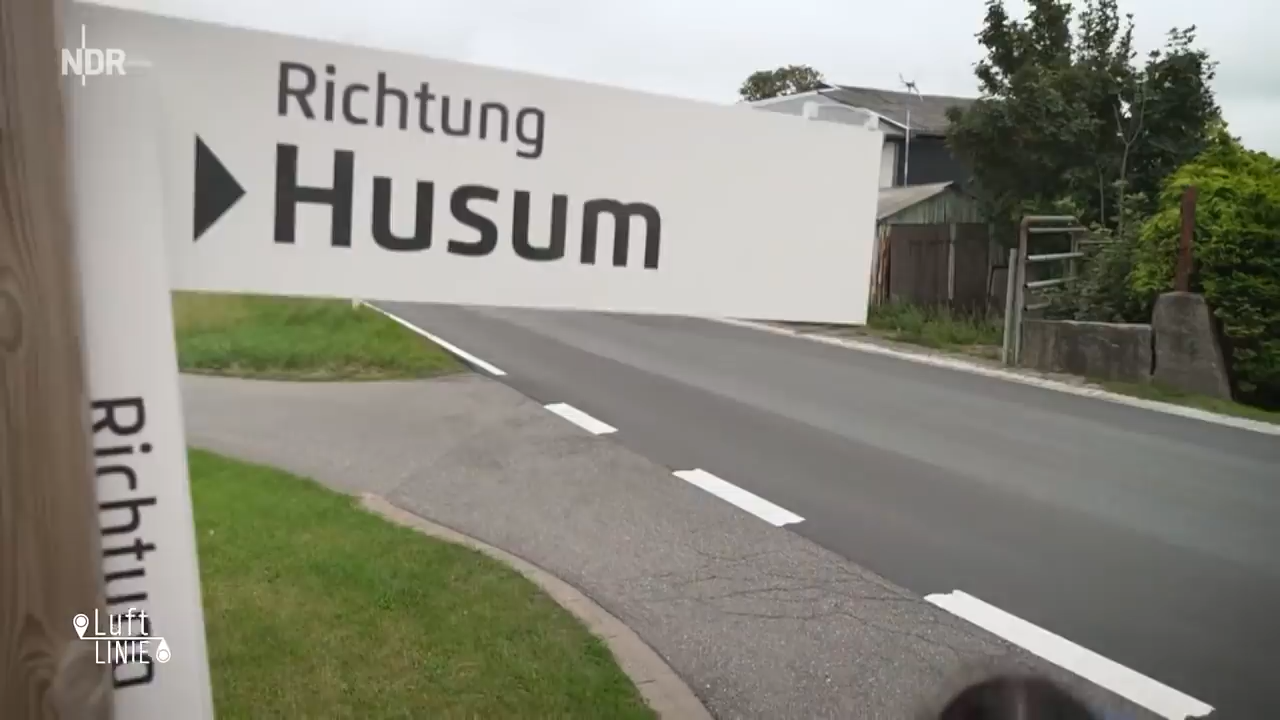 NDR
Richtung
Husum
Richtung
Luft
LINIE